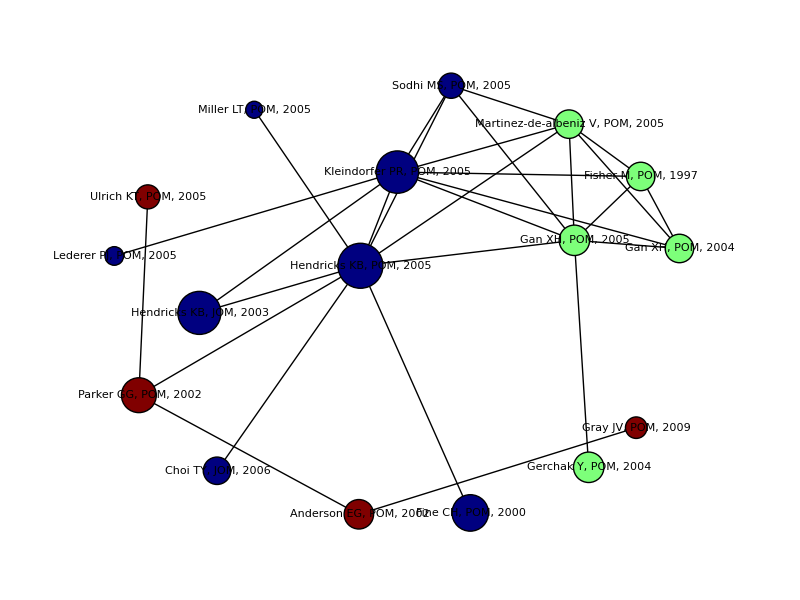 Sodhi MS, POM, 2005
Miller LT, POM, 2005
Martinez-de-albeniz V, POM, 2005
Kleindorfer PR, POM, 2005
Fisher M, POM, 1997
Ulrich KT, POM, 2005
Gan XH, POM, 2005
Gan XH, POM, 2004
Lederer PJ, POM, 2005
Hendricks KB, POM, 2005
Hendricks KB, JOM, 2003
Parker GG, POM, 2002
Gray JV, POM, 2009
Gerchak Y, POM, 2004
Choi TY, JOM, 2006
Anderson EG, POM, 2002
Fine CH, POM, 2000